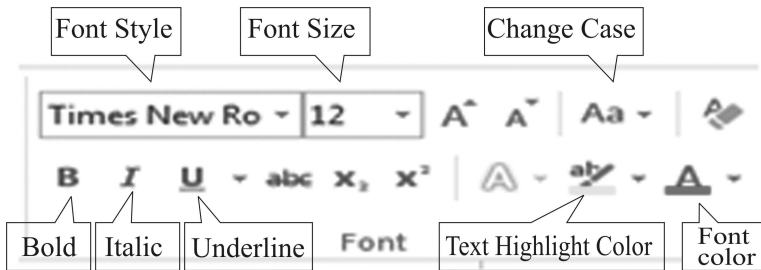 Font Style Font Size Change Case
Times New Ro 12 A A Aa A
B I U abc x₂ x² A ab A
Font
Bold Italic Underline Text Highlight Color Font color